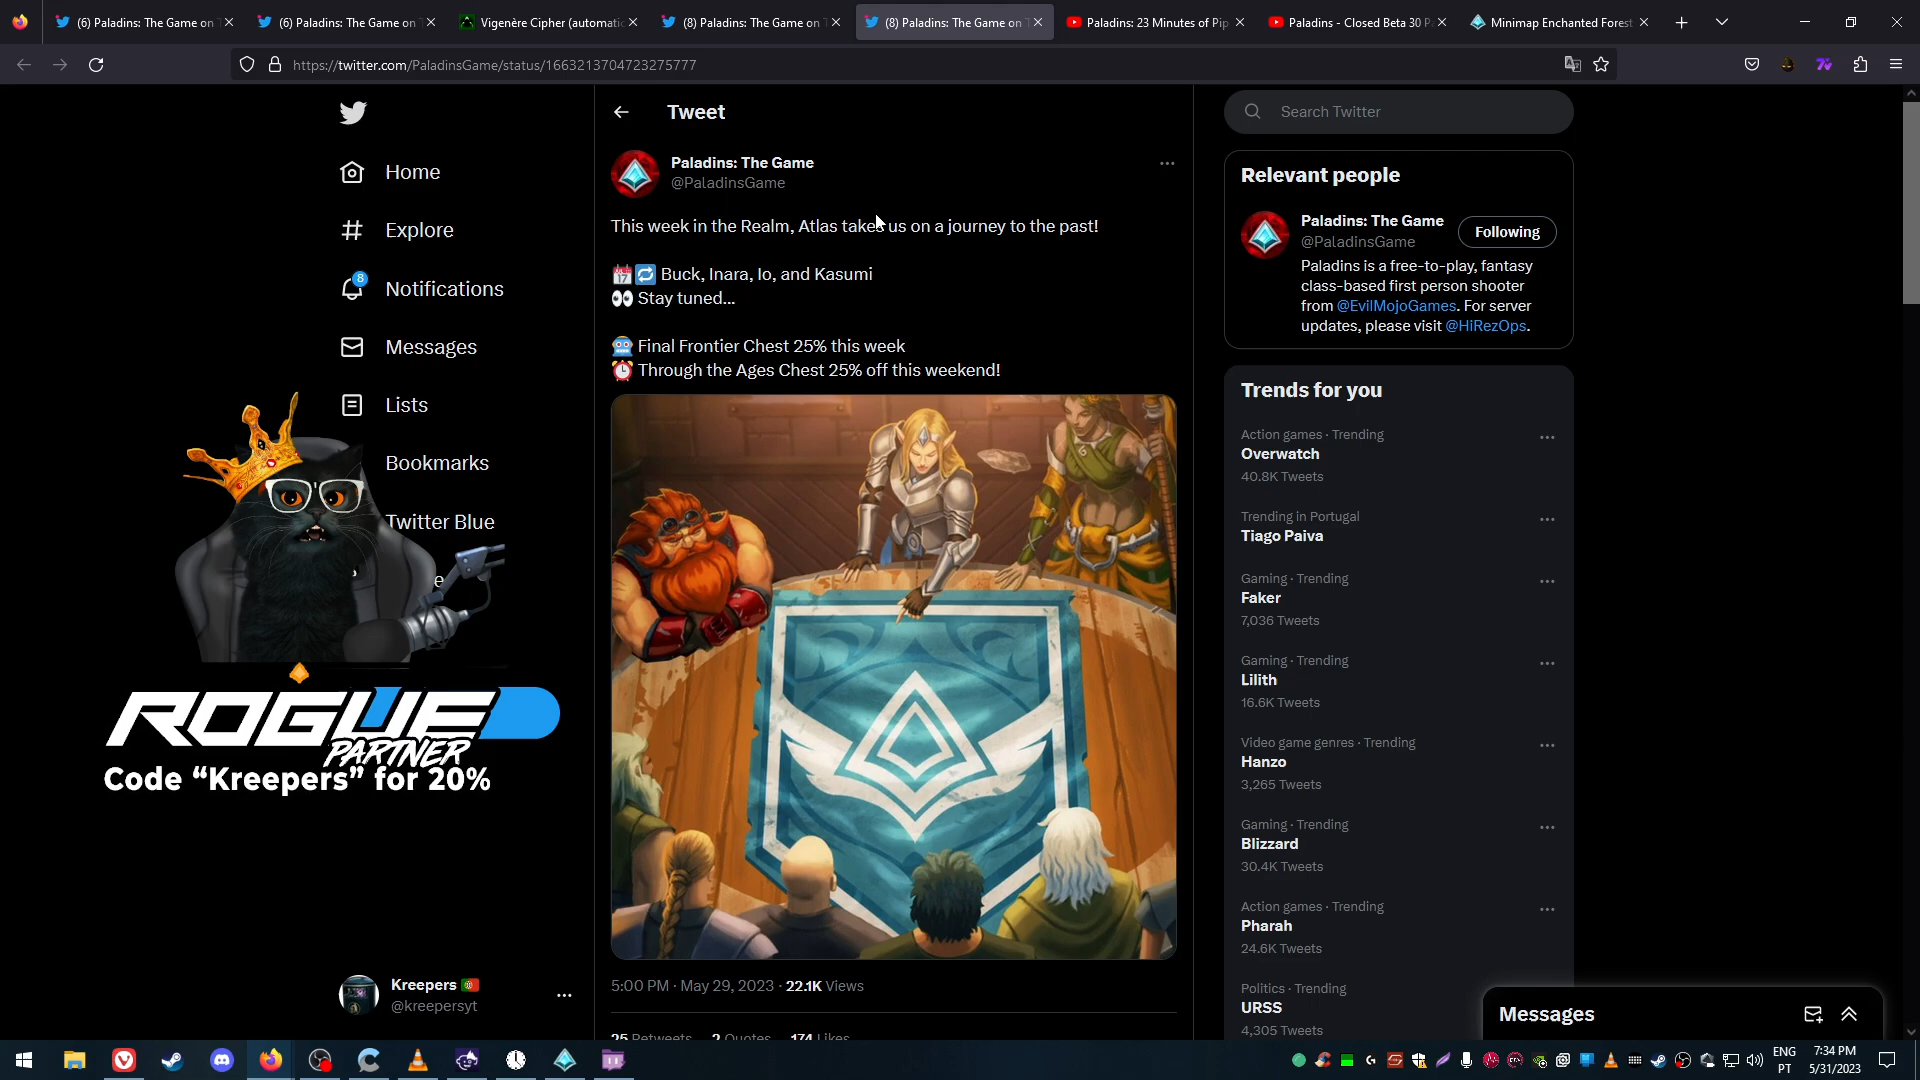 (6) Paladins: The Game on T
(6) Paladins: The Game on T
Vigenère Cipher (automatic
(8) Paladins: The Game on T
(8) Paladins: The Game on T
Paladins: 23 Minutes of Pip
Paladins - Closed Beta 30 P
Minimap Enchanted Forest
https://twitter.com/PaladinsGame/status/1663213704723275777
Home
Explore
8
Notifications
Messages
Lists
Bookmarks
Twitter Blue
e
ROGUE
PARTNER
Code “Kreepers” for 20%
Kreepers
@kreepersyt
Tweet
Paladins: The Game
@PaladinsGame
This week in the Realm, Atlas takes us on a journey to the past!
Buck, Inara, Io, and Kasumi
Stay tuned...
Final Frontier Chest 25% this week
Through the Ages Chest 25% off this weekend!
5:00 PM · May 29, 2023 · 22.1K Views
25 Retweets 2 Quotes 174 Likes
Search Twitter
Relevant people
Paladins: The Game
@PaladinsGame
Following
Paladins is a free-to-play, fantasy
class-based first person shooter
from @EvilMojoGames. For server
updates, please visit @HiRezOps.
Trends for you
Action games · Trending
Overwatch
40.8K Tweets
Trending in Portugal
Tiago Paiva
Gaming · Trending
Faker
7,036 Tweets
Gaming · Trending
Lilith
16.6K Tweets
Video game genres · Trending
Hanzo
3,265 Tweets
Gaming · Trending
Blizzard
30.4K Tweets
Action games · Trending
Pharah
24.6K Tweets
Politics · Trending
URSS
4,305 Tweets
Messages
ENG
PT
7:34 PM
5/31/2023